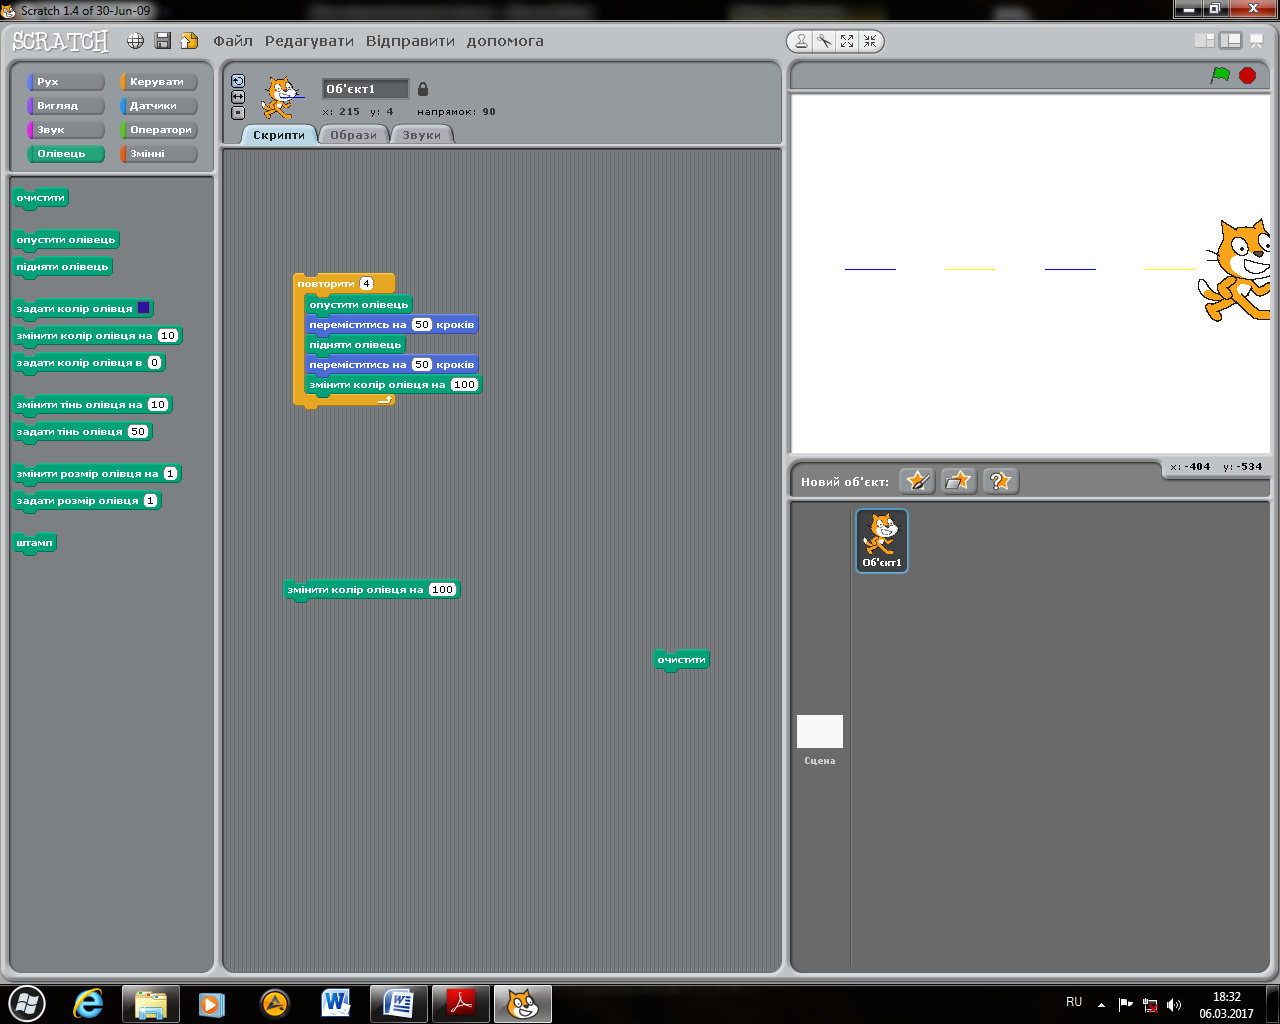 Scratch 1.4 of 30-Jun-09
SCRATCH
Файл Редагувати Відправити допомога
Рух
Керувати
Вигляд
Датчики
Звук
Оператори
Олівець
Змінні
очистити
опустити олівець
підняти олівець
задати колір олівця
змінити колір олівця на 10
задати колір олівця в 0
змінити тінь олівця на 10
задати тінь олівця 50
змінити розмір олівця на 1
задати розмір олівця 1
штамп
Об'єкт1
x: 215 y: 4 напрямок: 90
Скрипти Образи Звуки
повторити 4
опустити олівець
переміститись на 50 кроків
підняти олівець
переміститись на 50 кроків
змінити колір олівця на 100
змінити колір олівця на 100
очистити
x: -404 y: -534
Новий об'єкт:
Об'єкт1
Сцена
RU
18:32
06.03.2017